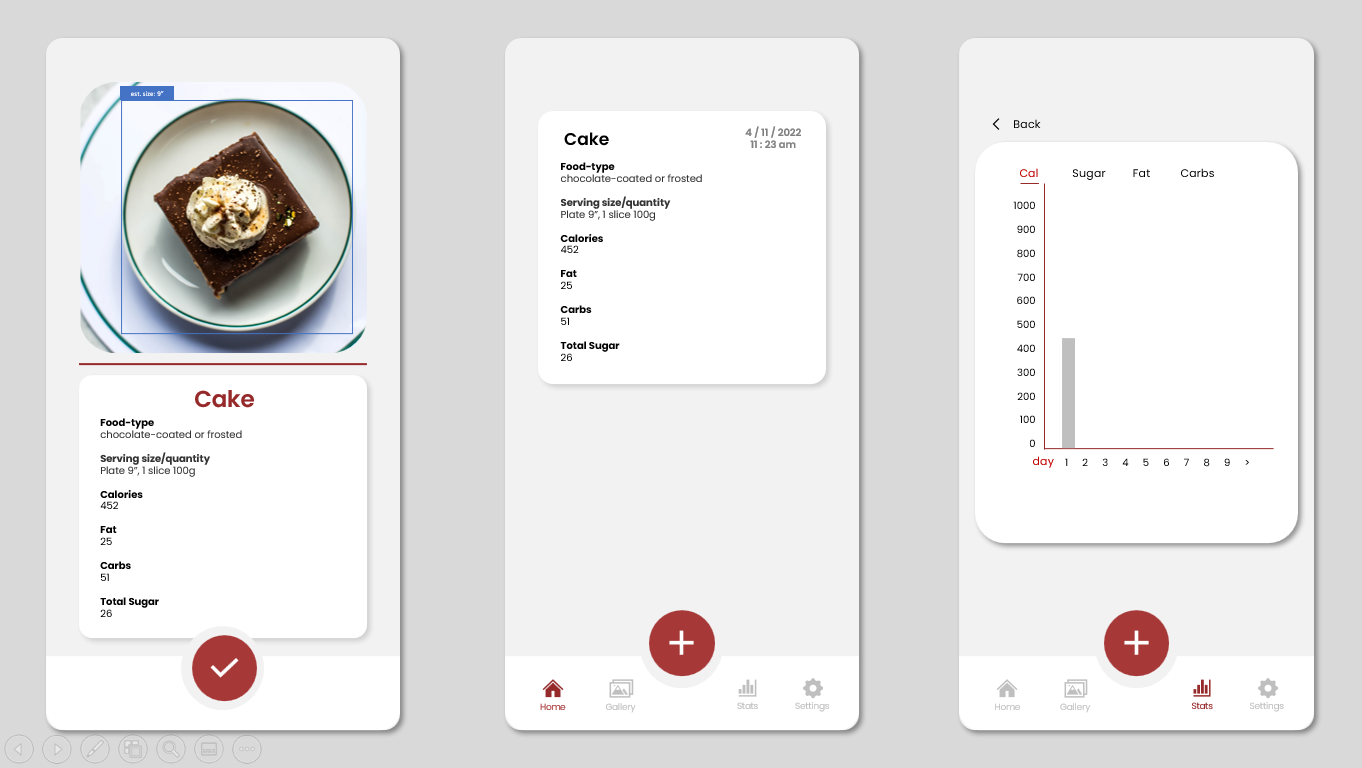 est. size: 9"
Cake
Food-type
chocolate-coated or frosted
Serving size/quantity
Plate 9", 1 slice 100g
Calories
452
Fat
25
Carbs
51
Total Sugar
26
Cake
4 / 11 / 2022
11 : 23 am
Food-type
chocolate-coated or frosted
Serving size/quantity
Plate 9", 1 slice 100g
Calories
452
Fat
25
Carbs
51
Total Sugar
26
Home Gallery Stats Settings
Back
Cal Sugar Fat Carbs
1000
900
800
700
600
500
400
300
200
100
0
day 1 2 3 4 5 6 7 8 9 >
Home Gallery Stats Settings